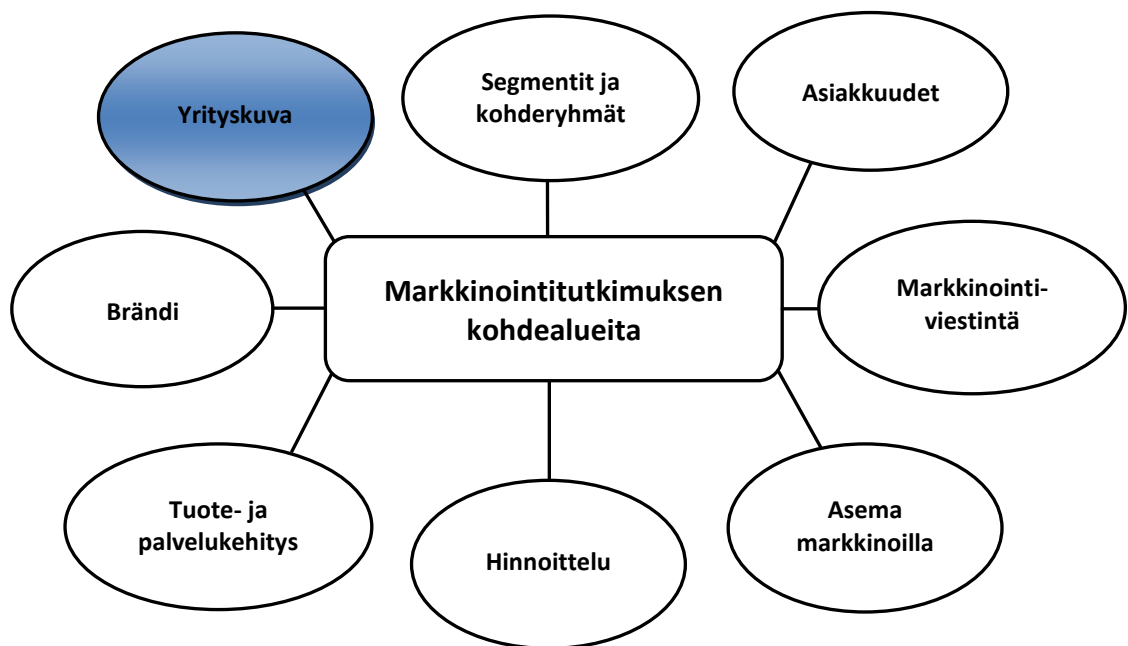 Yrityskuva
Segmentit ja
kohderyhmät
Asiakkuudet
Brändi
Markkinointitutkimuksen
kohdealueita
Markkinointi-
viestintä
Tuote- ja
palvelukehitys
Hinnoittelu
Asema
markkinoilla